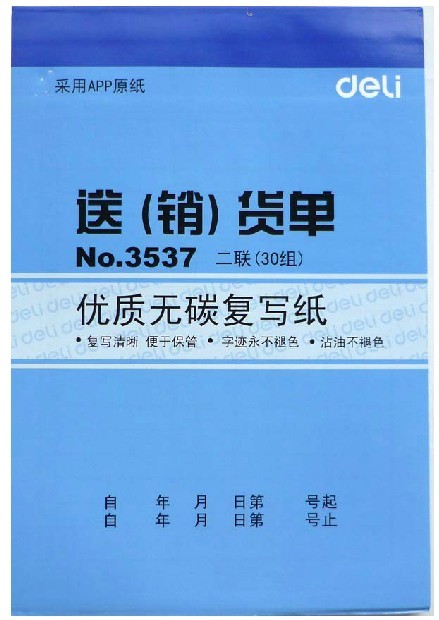 采用APP原纸
deli
送（销）货单
No.3537 二联(30组)
优质无碳复写纸
•复写清晰 便于保管 •字迹永不褪色 •沾油不褪色
自 年 月 日第 号起
自 年 月 日第 号止